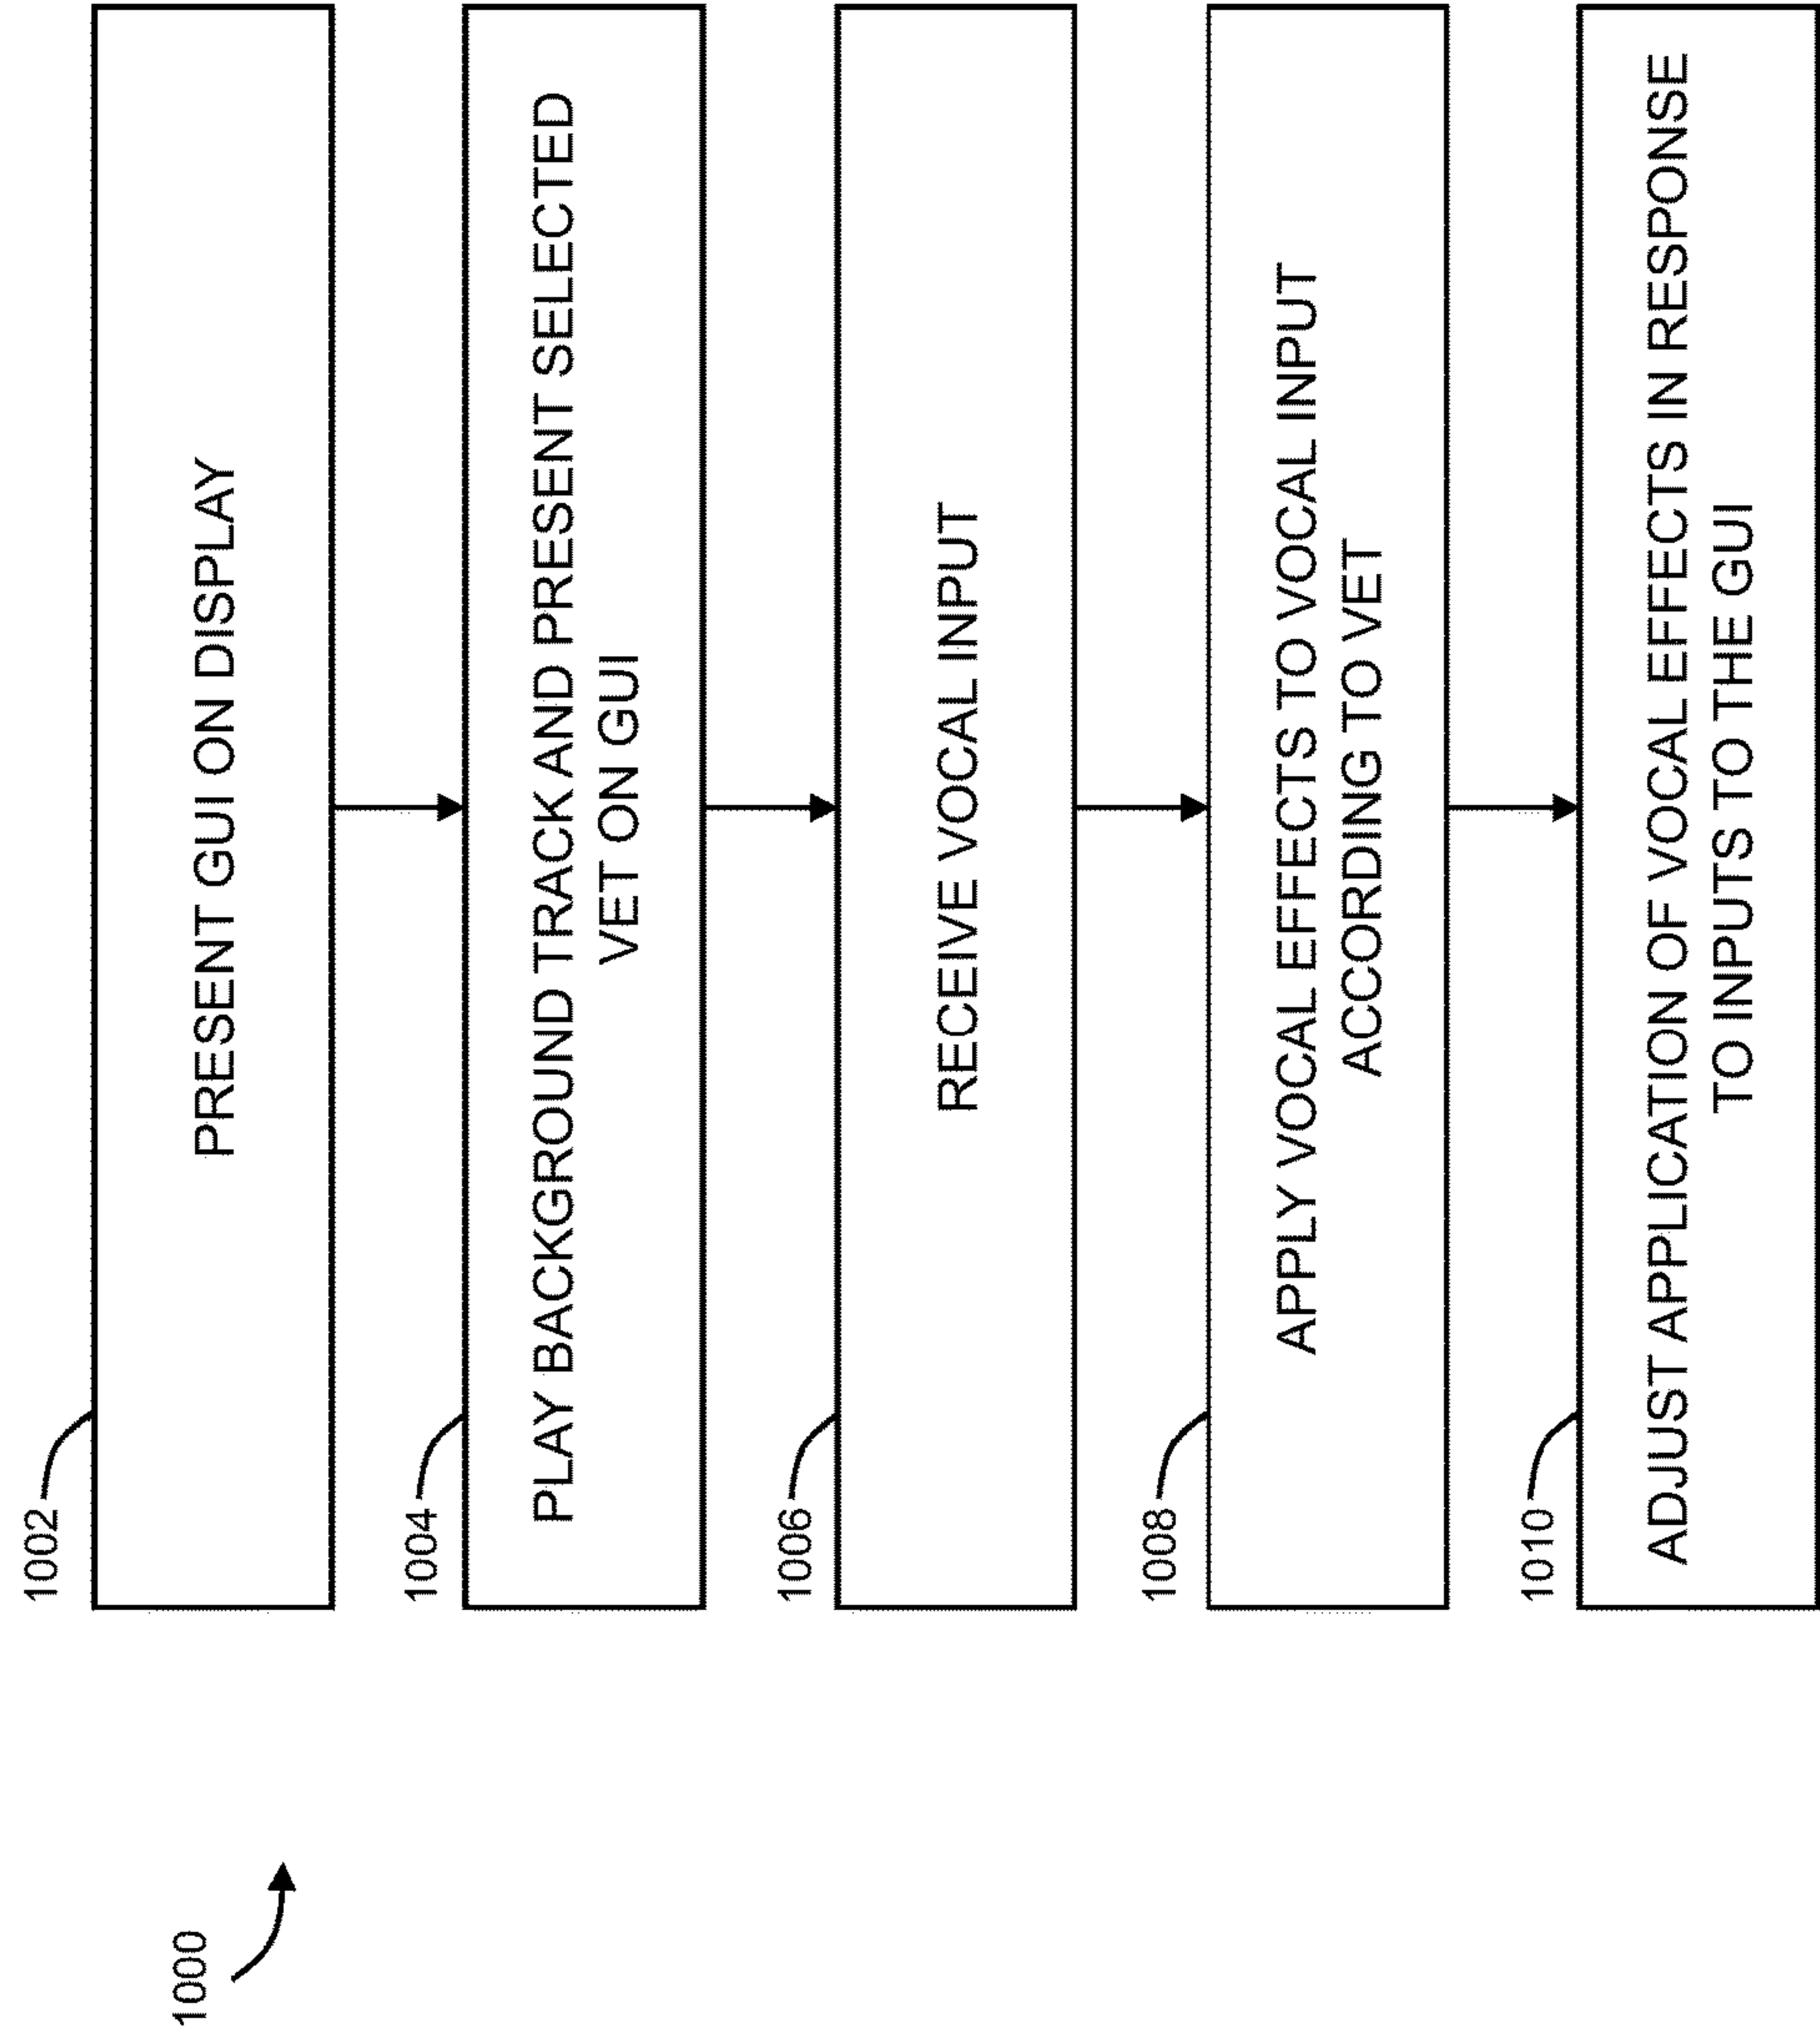 1000
1002
PRESENT GUI ON DISPLAY
1004
PLAY BACKGROUND TRACK AND PRESENT SELECTED
VET ON GUI
1006
RECEIVE VOCAL INPUT
1008
APPLY VOCAL EFFECTS TO VOCAL INPUT
ACCORDING TO VET
1010
ADJUST APPLICATION OF VOCAL EFFECTS IN RESPONSE
TO INPUTS TO THE GUI